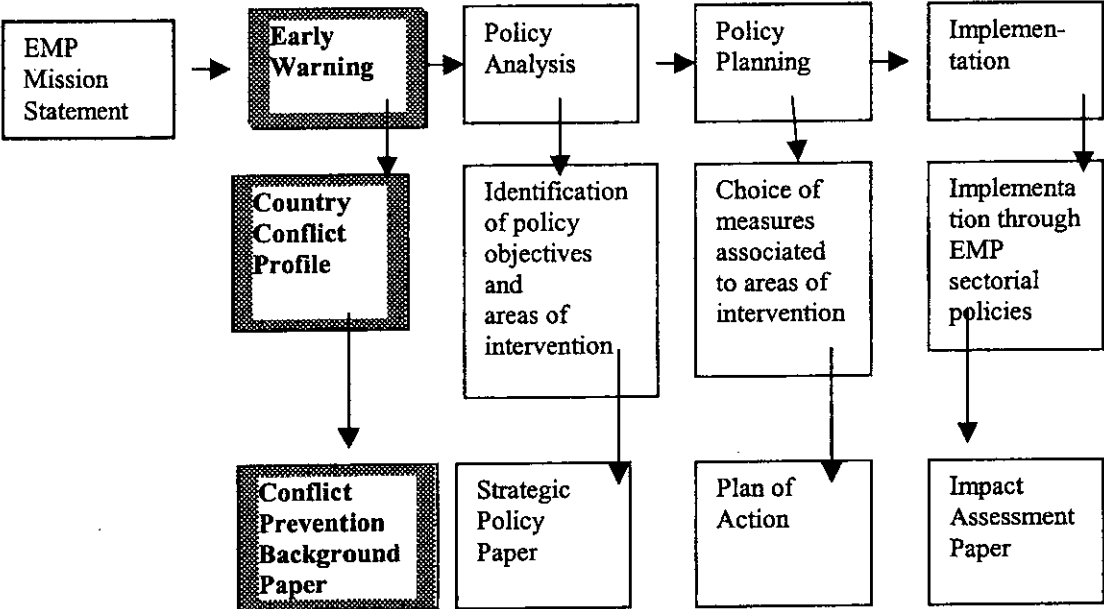 EMP
Mission
Statement
Early
Warning
Policy
Analysis
Policy
Planning
Implemen-
tation
Country
Conflict
Profile
Identification
of policy
objectives
and
areas of
intervention
Choice of
measures
associated
to areas of
intervention
Implementa
tion through
EMP
sectorial
policies
Conflict
Prevention
Background
Paper
Strategic
Policy
Paper
Plan of
Action
Impact
Assessment
Paper